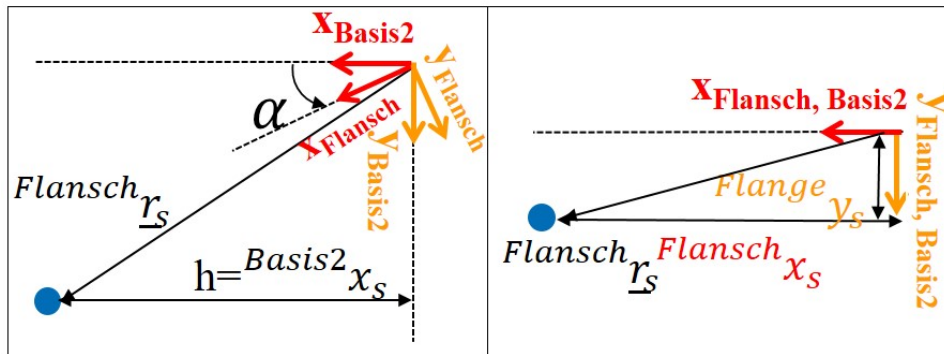 x_Basis2
y_Flansch
α
x_Flansch
y_Basis2
Flansch r_s
h=Basis2 x_s
x_Flansch, Basis2
y_Flansch, Basis2
Flange y_s
Flansch r_s
Flansch x_s